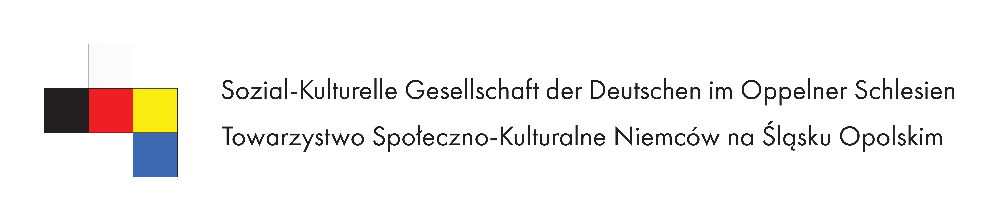 Sozial-Kulturelle Gesellschaft der Deutschen im Oppelner Schlesien
Towarzystwo Społeczno-Kulturalne Niemców na Śląsku Opolskim